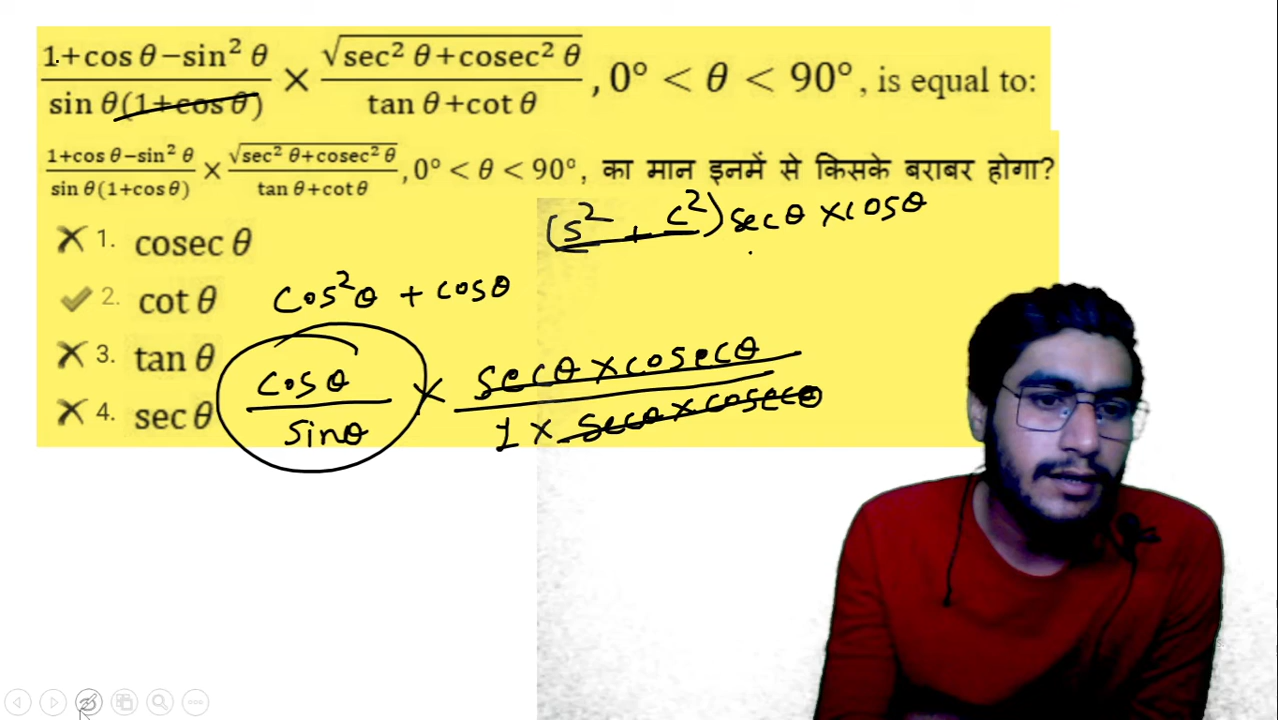 1+cos θ−sin² θ / sin θ(1+cos θ) × √sec² θ+cosec² θ / tan θ+cot θ , 0° < θ < 90°, is equal to:
1+cos θ−sin² θ / sin θ(1+cosθ) × √sec² θ+cosec² θ / tan θ+cot θ , 0° < θ < 90°, का मान इनमें से किसके बराबर होगा?
(s² + c²) secθ × cosθ
1. cosec θ
2. cot θ
cos²θ + cosθ
3. tan θ
cosθ / sinθ × secθ × cosecθ / 1 × secθ × cosecθ
4. sec θ